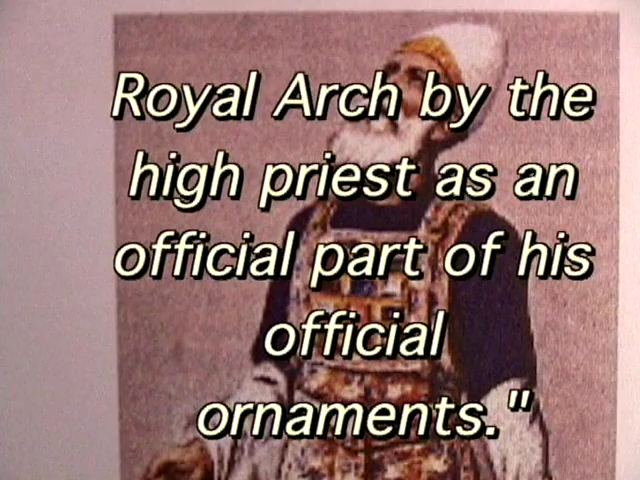 Royal Arch by the
high priest as an
official part of his
official
ornaments."